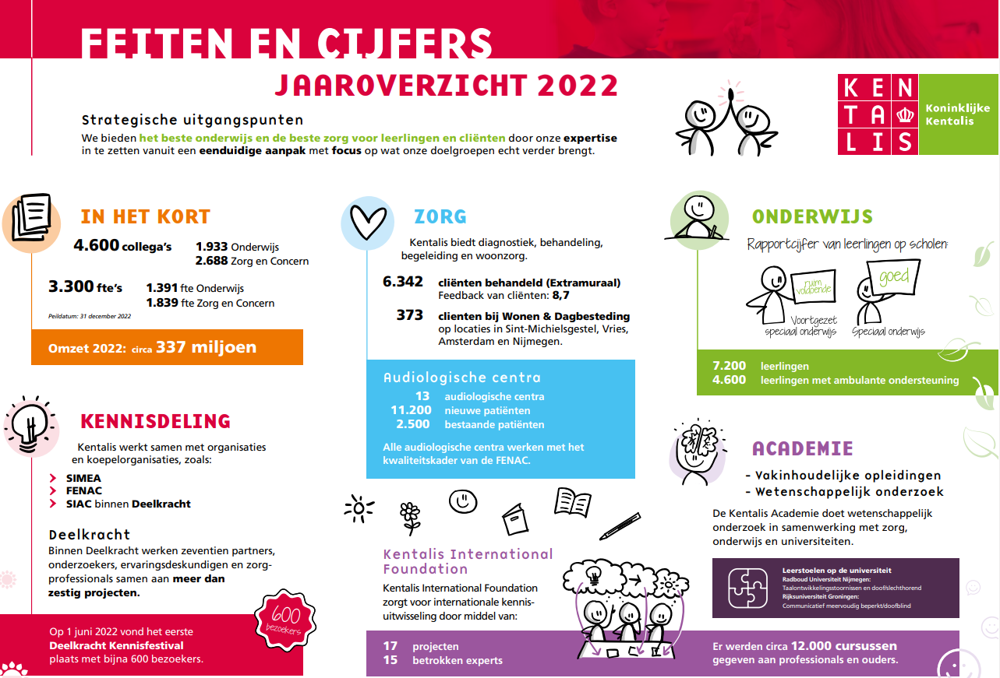 FEITEN EN CIJFERS
JAAROVERZICHT 2022
Strategische uitgangspunten
We bieden het beste onderwijs en de beste zorg voor leerlingen en cliënten door onze expertise
in te zetten vanuit een eenduidige aanpak met focus op wat onze doelgroepen echt verder brengt.
KEN
TA
LIS
Koninklijke
Kentalis
IN HET KORT
4.600 collega's
1.933 Onderwijs
2.688 Zorg en Concern
3.300 fte's
1.391 fte Onderwijs
1.839 fte Zorg en Concern
Peildatum: 31 december 2022
Omzet 2022: circa 337 miljoen
KENNISDELING
Kentalis werkt samen met organisaties
en koepelorganisaties, zoals:
SIMEA
FENAC
SIAC binnen Deelkracht
Deelkracht
Binnen Deelkracht werken zeventien partners,
onderzoekers, ervaringsdeskundigen en zorg-
professionals samen aan meer dan
zestig projecten.
600
bezoekers
Op 1 juni 2022 vond het eerste
Deelkracht Kennisfestival
plaats met bijna 600 bezoekers.
ZORG
Kentalis biedt diagnostiek, behandeling,
begeleiding en woonzorg.
6.342 cliënten behandeld (Extramuraal)
Feedback van cliënten: 8,7
373 clienten bij Wonen & Dagbesteding
op locaties in Sint-Michielsgestel, Vries,
Amsterdam en Nijmegen.
Audiologische centra
13 audiologische centra
11.200 nieuwe patiënten
2.500 bestaande patiënten
Alle audiologische centra werken met het
kwaliteitskader van de FENAC.
Kentalis International
Foundation
Kentalis International Foundation
zorgt voor internationale kennis-
uitwisseling door middel van:
17 projecten
15 betrokken experts
ONDERWIJS
Rapportcijfer van leerlingen op scholen:
ruim
voldoende
goed
Voortgezet
speciaal onderwijs
Speciaal onderwijs
7.200 leerlingen
4.600 leerlingen met ambulante ondersteuning
ACADEMIE
- Vakinhoudelijke opleidingen
- Wetenschappelijk onderzoek
De Kentalis Academie doet wetenschappelijk
onderzoek in samenwerking met zorg,
onderwijs en universiteiten.
Leerstoelen op de universiteit
Radboud Universiteit Nijmegen:
Taalontwikkelingsstoornissen en doof/slechthorend
Rijksuniversiteit Groningen:
Communicatief meervoudig beperkt/doofblind
Er werden circa 12.000 cursussen
gegeven aan professionals en ouders.